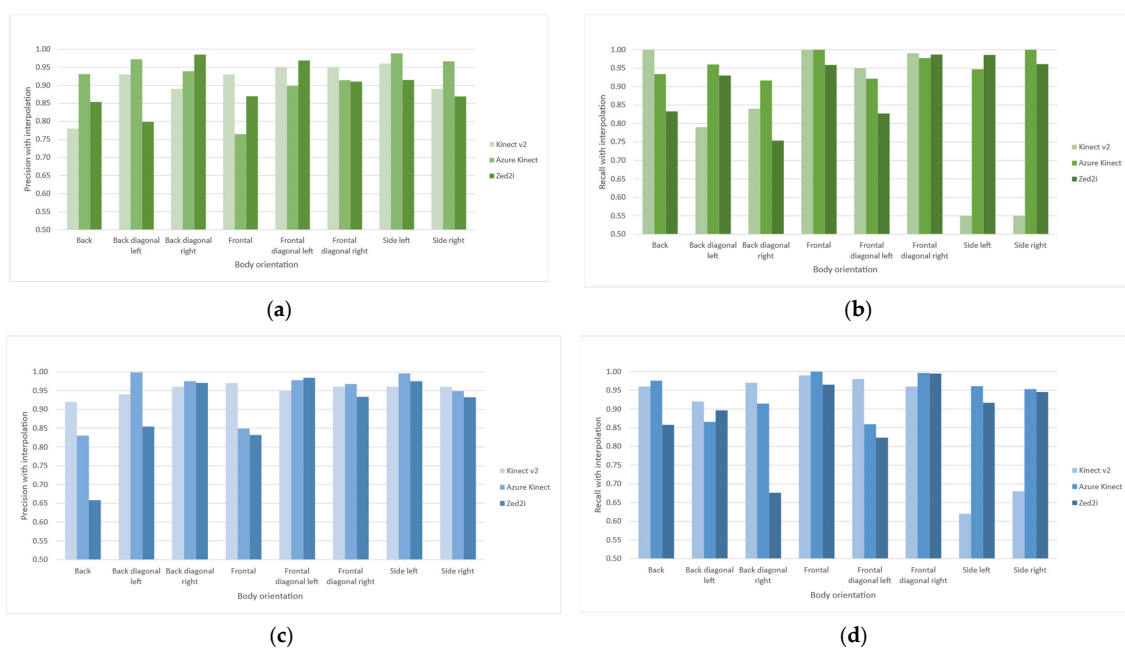 Precision with interpolation
1.00
0.95
0.90
0.85
0.80
0.75
0.70
0.65
0.60
0.55
0.50
Back
Back diagonal left
Back diagonal right
Frontal
Frontal diagonal left
Frontal diagonal right
Side left
Side right
Body orientation
Kinect v2
Azure Kinect
Zed2i
(a)
Recall with interpolation
1.00
0.95
0.90
0.85
0.80
0.75
0.70
0.65
0.60
0.55
0.50
Back
Back diagonal left
Back diagonal right
Frontal
Frontal diagonal left
Frontal diagonal right
Side left
Side right
Body orientation
Kinect v2
Azure Kinect
Zed2i
(b)
Precision with interpolation
1.00
0.95
0.90
0.85
0.80
0.75
0.70
0.65
0.60
0.55
0.50
Back
Back diagonal left
Back diagonal right
Frontal
Frontal diagonal left
Frontal diagonal right
Side left
Side right
Body orientation
Kinect v2
Azure Kinect
Zed2i
(c)
Recall with interpolation
1.00
0.95
0.90
0.85
0.80
0.75
0.70
0.65
0.60
0.55
0.50
Back
Back diagonal left
Back diagonal right
Frontal
Frontal diagonal left
Frontal diagonal right
Side left
Side right
Body orientation
Kinect v2
Azure Kinect
Zed2i
(d)